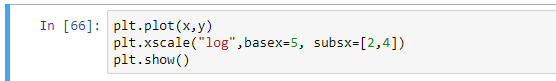 In [66]: plt.plot(x,y)
plt.xscale("log",basex=5, subsx=[2,4])
plt.show()